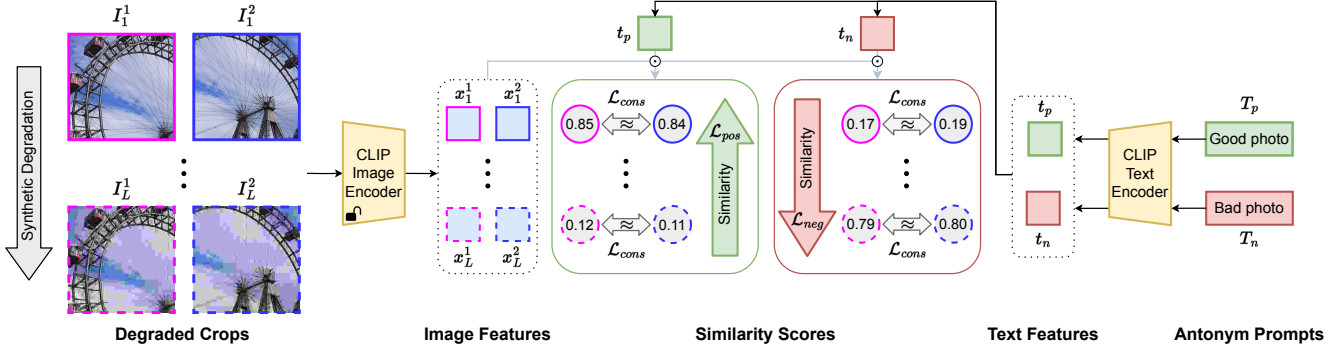 Synthetic Degradation
I_1^1
I_1^2
I_L^1
I_L^2
Degraded Crops
CLIP
Image
Encoder
x_1^1
x_1^2
x_L^1
x_L^2
Image Features
t_p
t_n
L_cons
0.85
≈
0.84
0.12
≈
0.11
L_cons
L_pos
Similarity
Similarity
L_neg
L_cons
0.17
≈
0.19
0.79
≈
0.80
L_cons
Similarity Scores
t_p
t_n
Text Features
CLIP
Text
Encoder
T_p
Good photo
Bad photo
T_n
Antonym Prompts